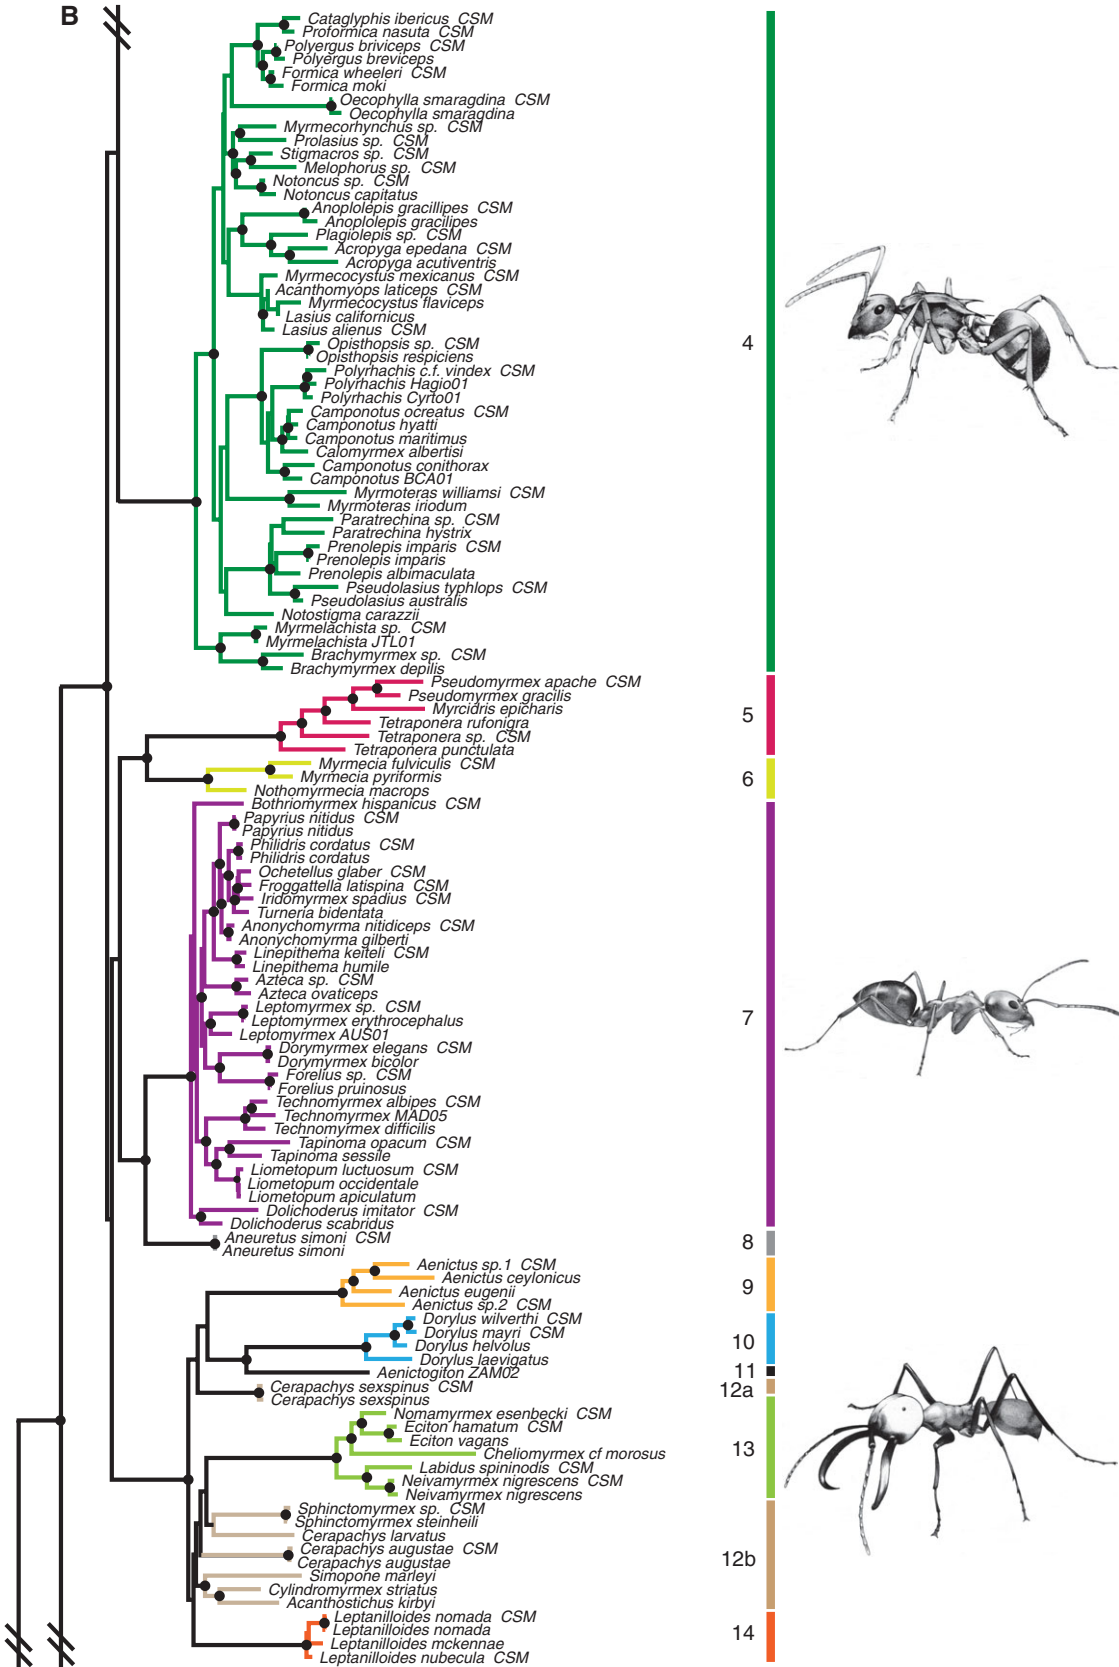 B
Cataglyphis ibericus CSM
Proformica nasuta CSM
Polyergus briviceps CSM
Polyergus breviceps
Formica wheeleri CSM
Formica moki
Oecophylla smaragdina CSM
Oecophylla smaragdina
Myrmecorhynchus sp. CSM
Prolasius sp. CSM
Stigmacros sp. CSM
Melophorus sp. CSM
Notoncus sp. CSM
Notoncus capitatus
Anoplolepis gracillipes CSM
Anoplolepis gracilipes
Plagiolepis sp. CSM
Acropyga epedana CSM
Acropyga acutiventris
Myrmecocystus mexicanus CSM
Acanthomyops laticeps CSM
Myrmecocystus flaviceps
Lasius californicus
Lasius alienus CSM
Opisthopsis sp. CSM
4
Opisthopsis respiciens
Polyrhachis c.f. vindex CSM
Polyrhachis Hagio01
Polyrhachis Cyrto01
Camponotus ocreatus CSM
Camponotus hyatti
Camponotus maritimus
Calomyrmex albertisi
Camponotus conithorax
Camponotus BCA01
Myrmoteras williamsi CSM
Myrmoteras iriodum
Paratrechina sp. CSM
Paratrechina hystrix
Prenolepis imparis CSM
Prenolepis imparis
Prenolepis albimaculata
Pseudolasius typhlops CSM
Pseudolasius australis
Notostigma carazzii
Myrmelachista sp. CSM
Myrmelachista JTL01
Brachymyrmex sp. CSM
Brachymyrmex depilis
Pseudomyrmex apache CSM
Pseudomyrmex gracilis
Myrcidris epicharis
5
Tetraponera rufonigra
Tetraponera sp. CSM
Tetraponera punctulata
Myrmecia fulviculis CSM
Myrmecia pyriformis
6
Nothomyrmecia macrops
Bothriomyrmex hispanicus CSM
Papyrius nitidus CSM
Papyrius nitidus
Philidris cordatus CSM
Philidris cordatus
Ochetellus glaber CSM
Froggattella latispina CSM
Iridomyrmex spadius CSM
Turneria bidentata
Anonychomyrma nitidiceps CSM
Anonychomyrma gilberti
Linepithema keiteli CSM
Linepithema humile
Azteca sp. CSM
Azteca ovaticeps
Leptomyrmex sp. CSM
7
Leptomyrmex erythrocephalus
Leptomyrmex AUS01
Dorymyrmex elegans CSM
Dorymyrmex bicolor
Forelius sp. CSM
Forelius pruinosus
Technomyrmex albipes CSM
Technomyrmex MAD05
Technomyrmex difficilis
Tapinoma opacum CSM
Tapinoma sessile
Liometopum luctuosum CSM
Liometopum occidentale
Liometopum apiculatum
Dolichoderus imitator CSM
Dolichoderus scabridus
Aneuretus simoni CSM
8
Aneuretus simoni
Aenictus sp.1 CSM
Aenictus ceylonicus
9
Aenictus eugenii
Aenictus sp.2 CSM
Dorylus wilverthi CSM
Dorylus mayri CSM
10
Dorylus helvolus
Dorylus laevigatus
Aenictogiton ZAM02
11
Cerapachys sexspinus CSM
12a
Cerapachys sexspinus
Nomamyrmex esenbecki CSM
Eciton hamatum CSM
Eciton vagans
13
Cheliomyrmex cf morosus
Labidus spininodis CSM
Neivamyrmex nigrescens CSM
Neivamyrmex nigrescens
Sphinctomyrmex sp. CSM
Sphinctomyrmex steinheili
Cerapachys larvatus
Cerapachys augustae CSM
12b
Cerapachys augustae
Simopone marleyi
Cylindromyrmex striatus
Acanthostichus kirbyi
Leptanilloides nomada CSM
Leptanilloides nomada
14
Leptanilloides mckennae
Leptanilloides nubecula CSM